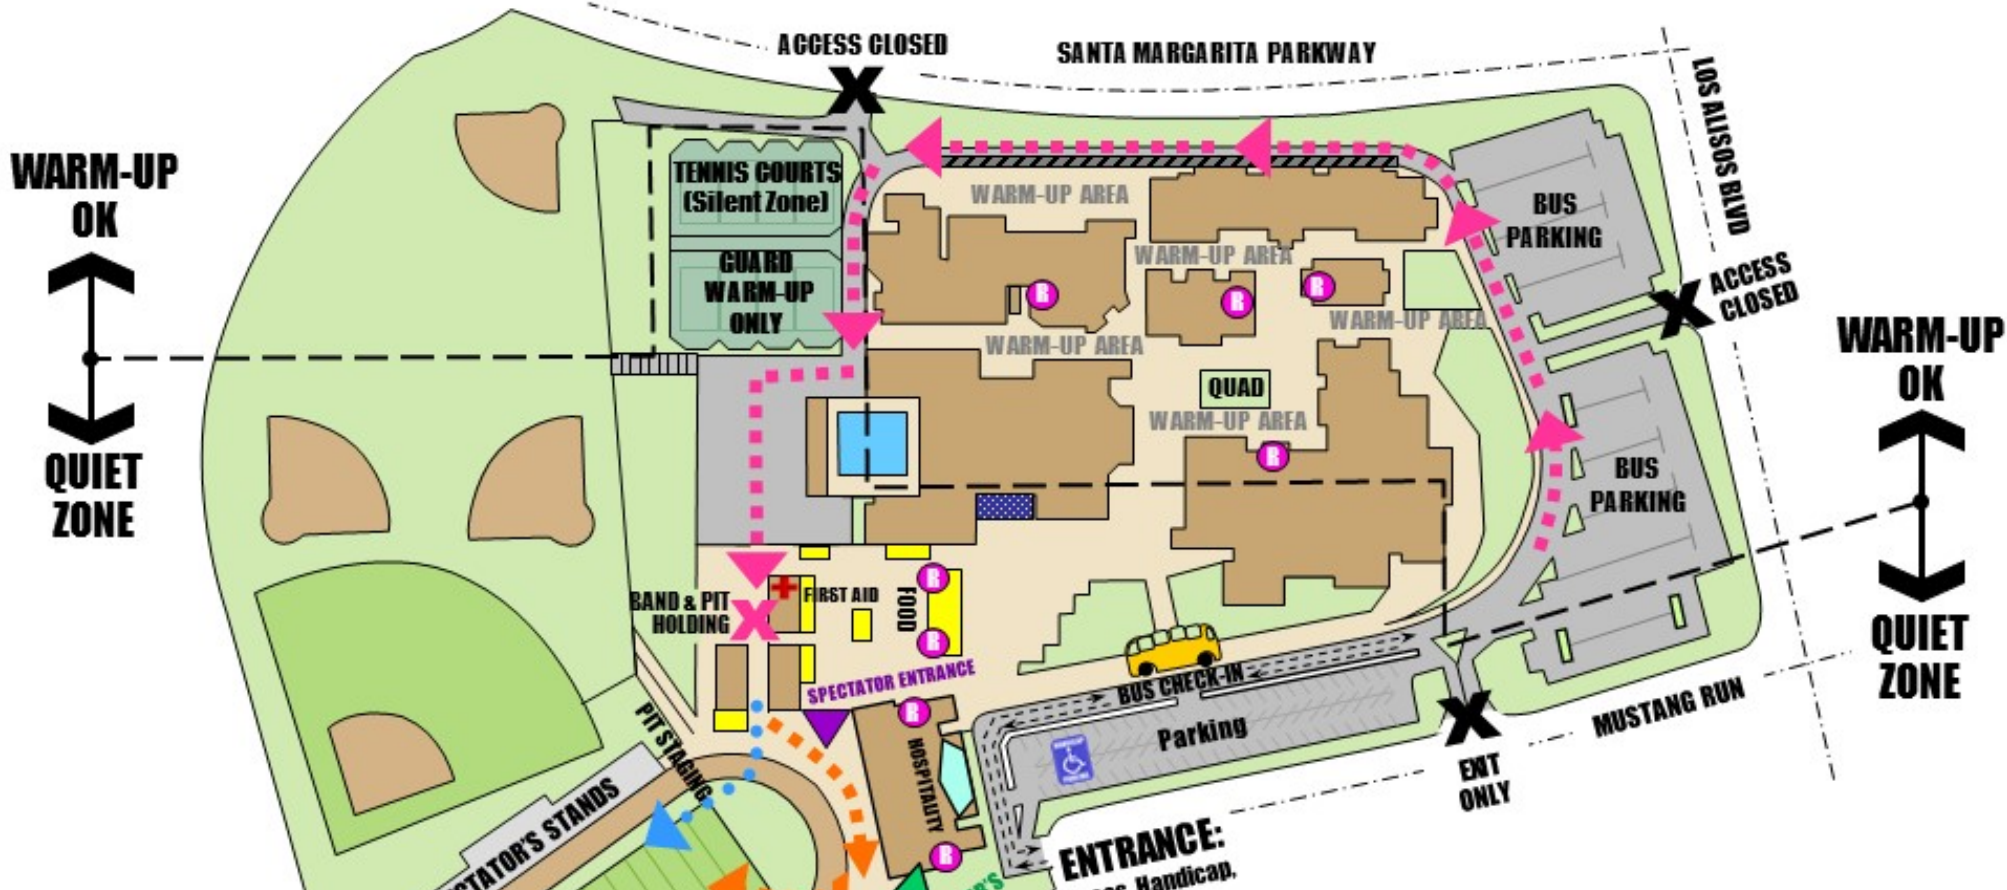 ACCESS CLOSED
SANTA MARGARITA PARKWAY
LOS ALISOS BLVD
WARM-UP
OK
QUIET
ZONE
TENNIS COURTS
(Silent Zone)
GUARD
WARM-UP
ONLY
WARM-UP AREA
WARM-UP AREA
WARM-UP AREA
WARM-UP AREA
WARM-UP AREA
R
R
R
R
QUAD
BUS
PARKING
ACCESS
CLOSED
BUS
PARKING
WARM-UP
OK
QUIET
ZONE
BAND & PIT
HOLDING
X
FIRST AID
FOOD
R
R
SPECTATOR ENTRANCE
BUS CHECK-IN
Parking
MUSTANG RUN
EXIT
ONLY
PIT STAGING
R
HOSPITALITY
R
STANDS
ENTRANCE:
Handicap,